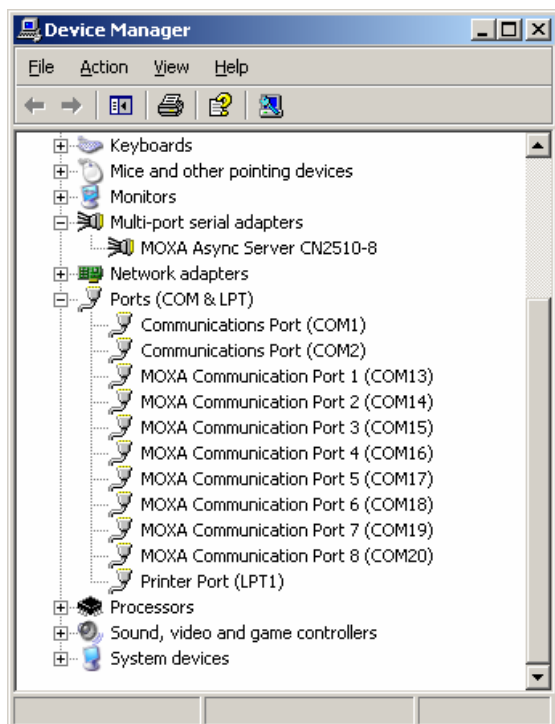 Device Manager
File Action View Help
Keyboards
Mice and other pointing devices
Monitors
Multi-port serial adapters
MOXA Async Server CN2510-8
Network adapters
Ports (COM & LPT)
Communications Port (COM1)
Communications Port (COM2)
MOXA Communication Port 1 (COM13)
MOXA Communication Port 2 (COM14)
MOXA Communication Port 3 (COM15)
MOXA Communication Port 4 (COM16)
MOXA Communication Port 5 (COM17)
MOXA Communication Port 6 (COM18)
MOXA Communication Port 7 (COM19)
MOXA Communication Port 8 (COM20)
Printer Port (LPT1)
Processors
Sound, video and game controllers
System devices